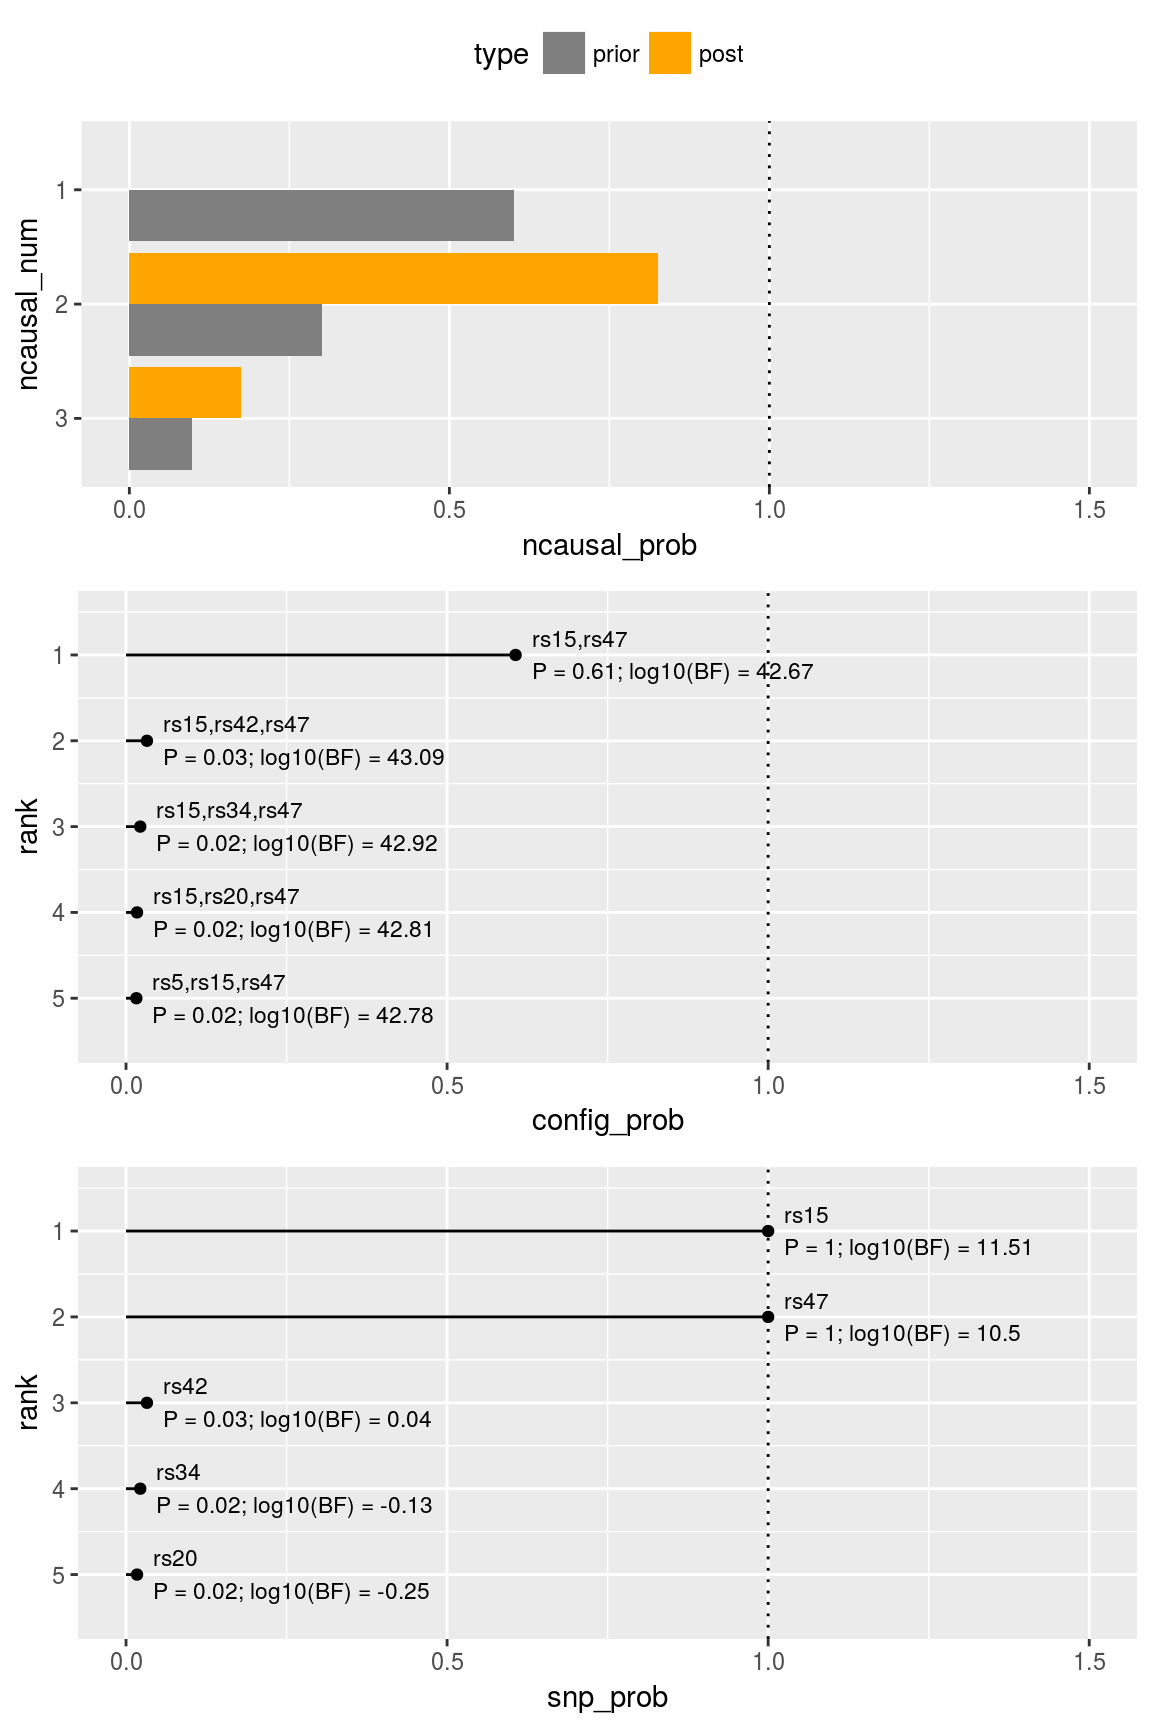 type prior post
ncausal_num
1
2
3
0.0 0.5 1.0 1.5
ncausal_prob
rank
1
rs15,rs47
P = 0.61; log10(BF) = 42.67
2
rs15,rs42,rs47
P = 0.03; log10(BF) = 43.09
3
rs15,rs34,rs47
P = 0.02; log10(BF) = 42.92
4
rs15,rs20,rs47
P = 0.02; log10(BF) = 42.81
5
rs5,rs15,rs47
P = 0.02; log10(BF) = 42.78
0.0 0.5 1.0 1.5
config_prob
rank
1
rs15
P = 1; log10(BF) = 11.51
2
rs47
P = 1; log10(BF) = 10.5
3
rs42
P = 0.03; log10(BF) = 0.04
4
rs34
P = 0.02; log10(BF) = -0.13
5
rs20
P = 0.02; log10(BF) = -0.25
0.0 0.5 1.0 1.5
snp_prob